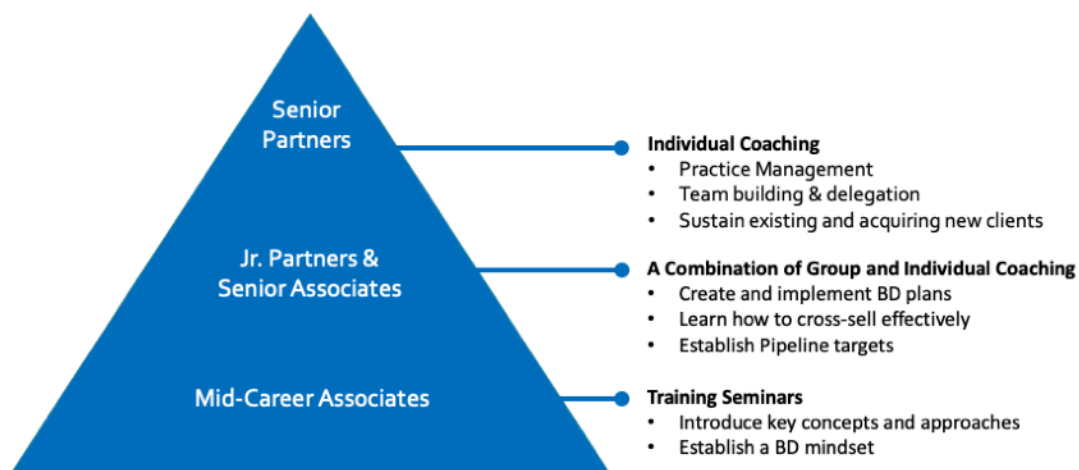 Senior
Partners
Individual Coaching
• Practice Management
• Team building & delegation
• Sustain existing and acquiring new clients
Jr. Partners &
Senior Associates
A Combination of Group and Individual Coaching
• Create and implement BD plans
• Learn how to cross-sell effectively
• Establish Pipeline targets
Mid-Career Associates
Training Seminars
• Introduce key concepts and approaches
• Establish a BD mindset